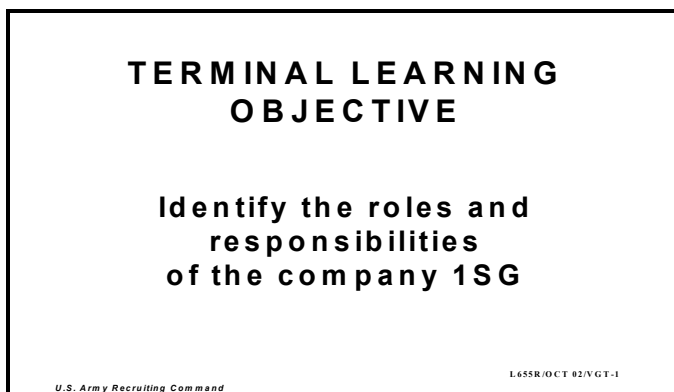 TERMINAL LEARNING
OBJECTIVE
Identify the roles and
responsibilities
of the company 1SG
L655R/OCT 02/VGT-1
U.S. Army Recruiting Command